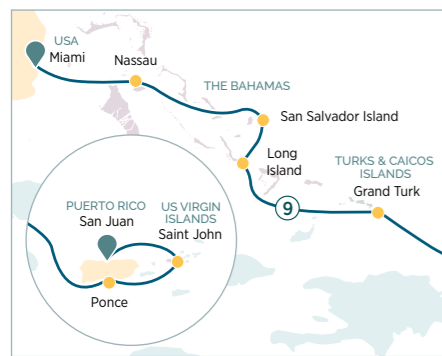 USA
Miami
Nassau
THE BAHAMAS
San Salvador Island
Long
Island
TURKS & CAICOS
ISLANDS
Grand Turk
9
PUERTO RICO
San Juan
US VIRGIN
ISLANDS
Saint John
Ponce